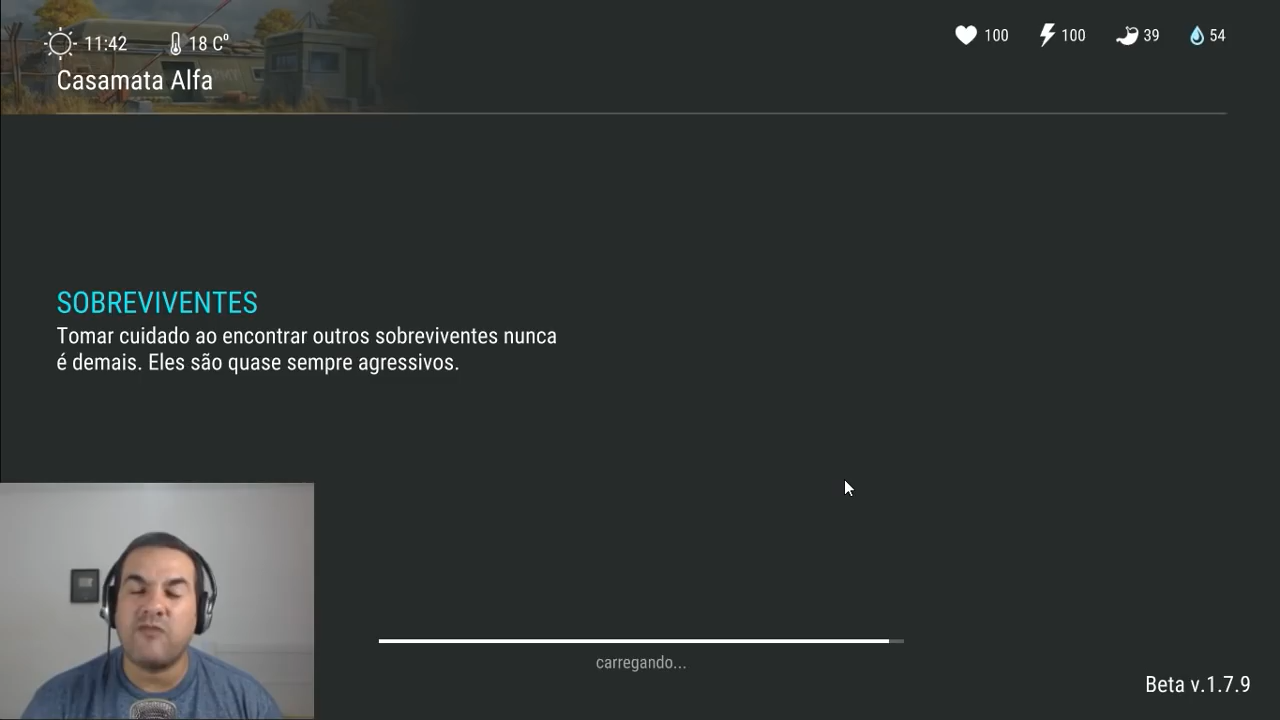 11:42
18 Cº
100
100
39
54
Casamata Alfa
SOBREVIVENTES
Tomar cuidado ao encontrar outros sobreviventes nunca
é demais. Eles são quase sempre agressivos.
carregando...
Beta v.1.7.9